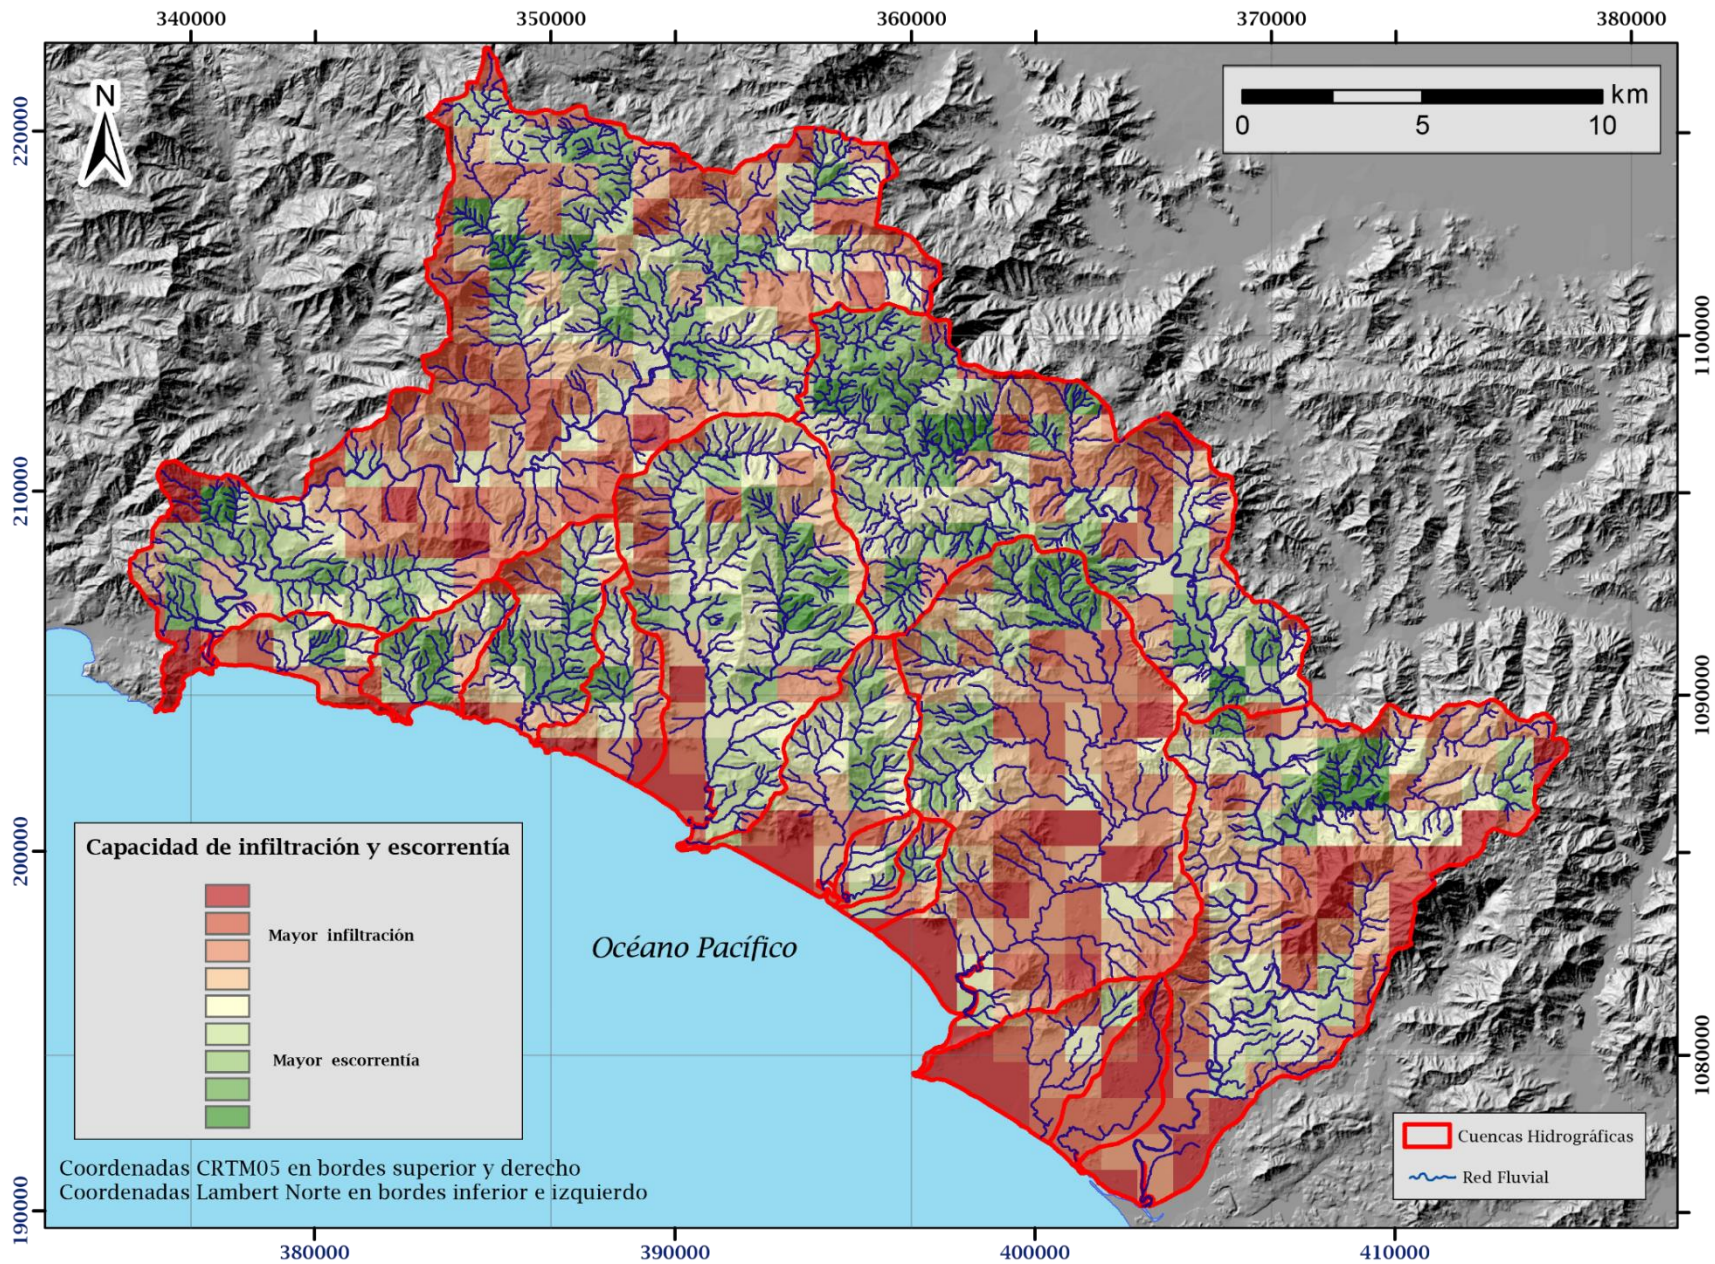 340000
350000
360000
370000
380000
N
km
0
5
10
220000
210000
200000
190000
1100000
1090000
1080000
Capacidad de infiltración y escorrentía
Mayor infiltración
Mayor escorrentía
Océano Pacífico
Coordenadas CRTM05 en bordes superior y derecho
Coordenadas Lambert Norte en bordes inferior e izquierdo
Cuencas Hidrográficas
Red Fluvial
380000
390000
400000
410000